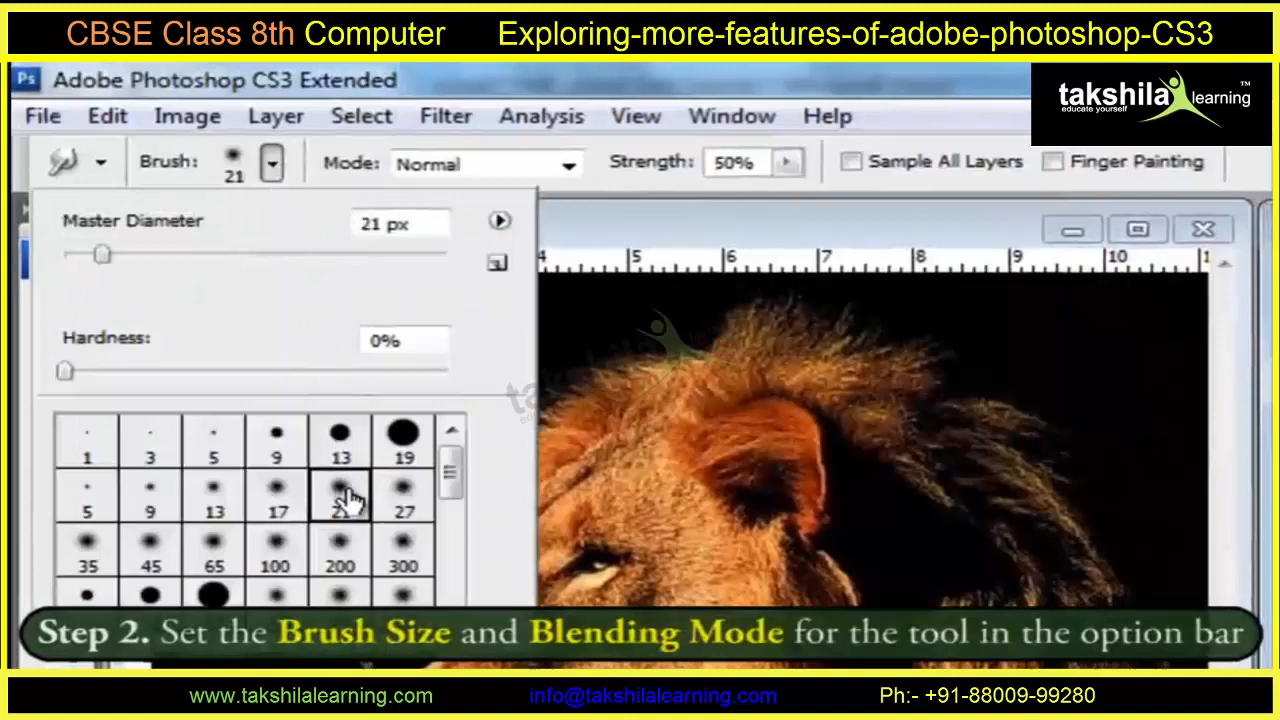 CBSE Class 8th Computer Exploring-more-features-of-adobe-photoshop-CS3
Ps Adobe Photoshop CS3 Extended
takshila learning ™
educate yourself
File Edit Image Layer Select Filter Analysis View Window Help
Brush: 21 Mode: Normal Strength: 50% Sample All Layers Finger Painting
Master Diameter 21 px
4 5 6 7 8 9 10 1
Hardness: 0%
1 3 5 9 13 19
5 9 13 17 21 27
35 45 65 100 200 300
Step 2. Set the Brush Size and Blending Mode for the tool in the option bar
www.takshilalearning.com info@takshilalearning.com Ph:- +91-88009-99280